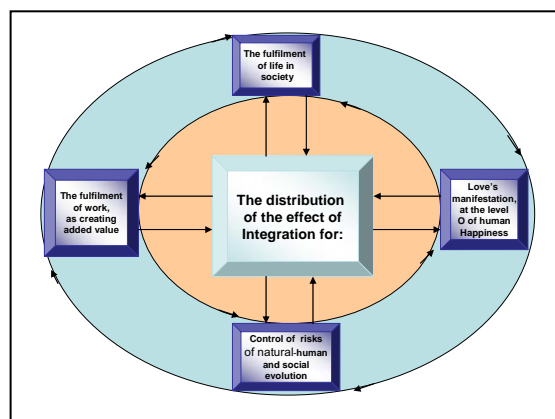 The fulfilment
of life in
society
The fulfilment
of work,
as creating
added value
The distribution
of the effect of
Integration for:
Love's
manifestation,
at the level
O of human
Happiness
Control of risks
of natural-human
and social
evolution